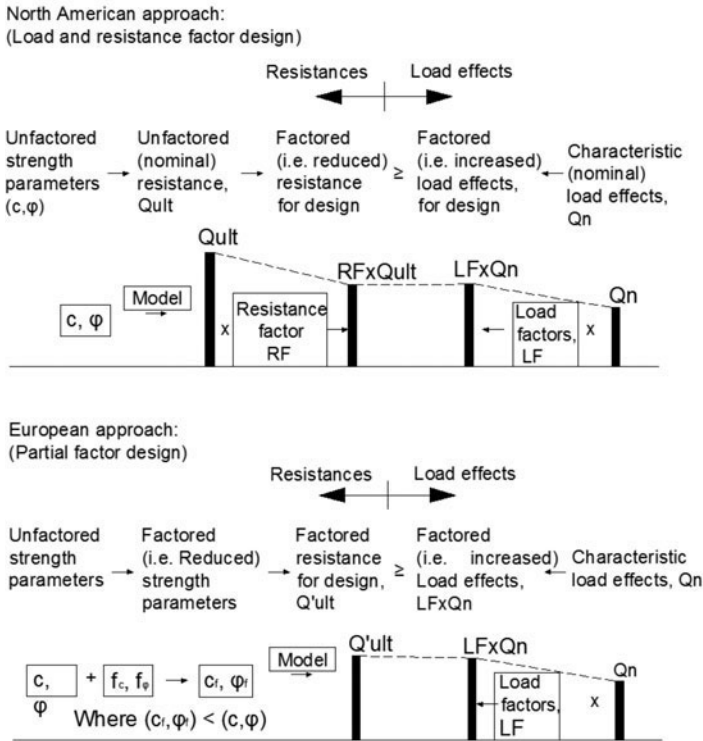 North American approach:
(Load and resistance factor design)
Resistances
Load effects
Unfactored
strength
parameters
(c,φ)
Unfactored
(nominal)
resistance,
Qult
Factored
(i.e. reduced)
resistance
for design
≥
Factored
(i.e. increased)
load effects,
for design
Characteristic
(nominal)
load effects,
Qn
c, φ
Model
Qult
x
Resistance
factor
RF
RFxQult
LFxQn
Load
factors,
LF
x
Qn
European approach:
(Partial factor design)
Resistances
Load effects
Unfactored
strength
parameters
Factored
(i.e. Reduced)
strength
parameters
Factored
resistance
for design,
Q'ult
≥
Factored
(i.e. increased)
Load effects,
LFxQn
Characteristic
load effects, Qn
c,
φ
+
fc, fφ
cf, φf
Where (cf,φf) < (c,φ)
Model
Q'ult
LFxQn
Load
factors,
LF
x
Qn